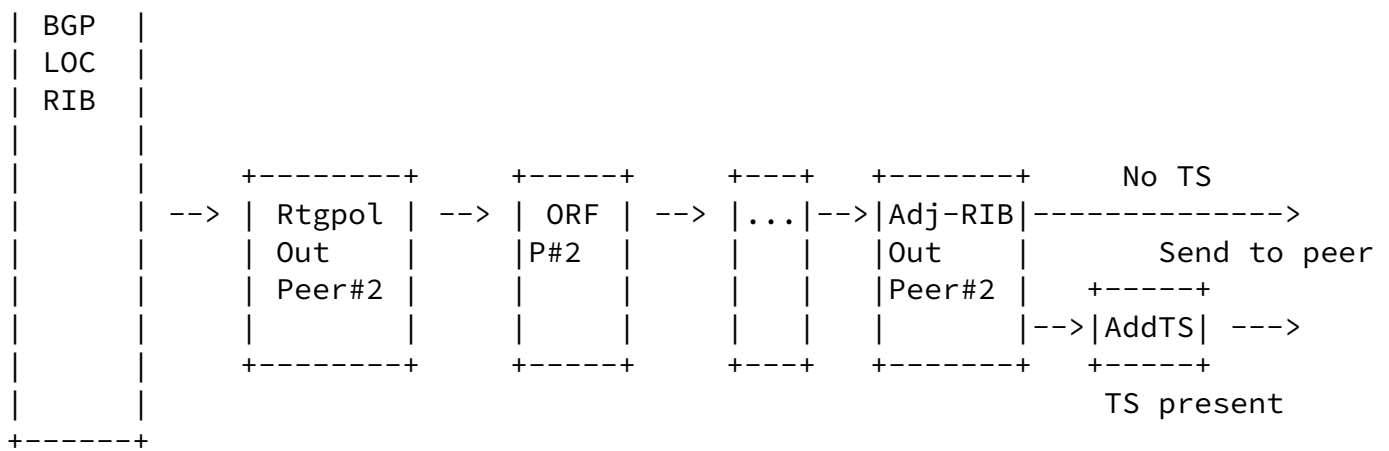 |  BGP  |
|  LOC  |
|  RIB  |
|       |
|       |      +--------+     +-----+     +---+   +-------+      No TS
|       | -->  | Rtgpol | --> | ORF | --> |...|-->|Adj-RIB|-------------->
|       |      | Out    |     |P#2  |     |   |   |Out    |        Send to peer
|       |      | Peer#2 |     |     |     |   |   |Peer#2 |   +-----+
|       |      |        |     |     |     |   |   |       |-->|AddTS| --->
|       |      +--------+     +-----+     +---+   +-------+   +-----+
|       |                                                      TS present
+------+